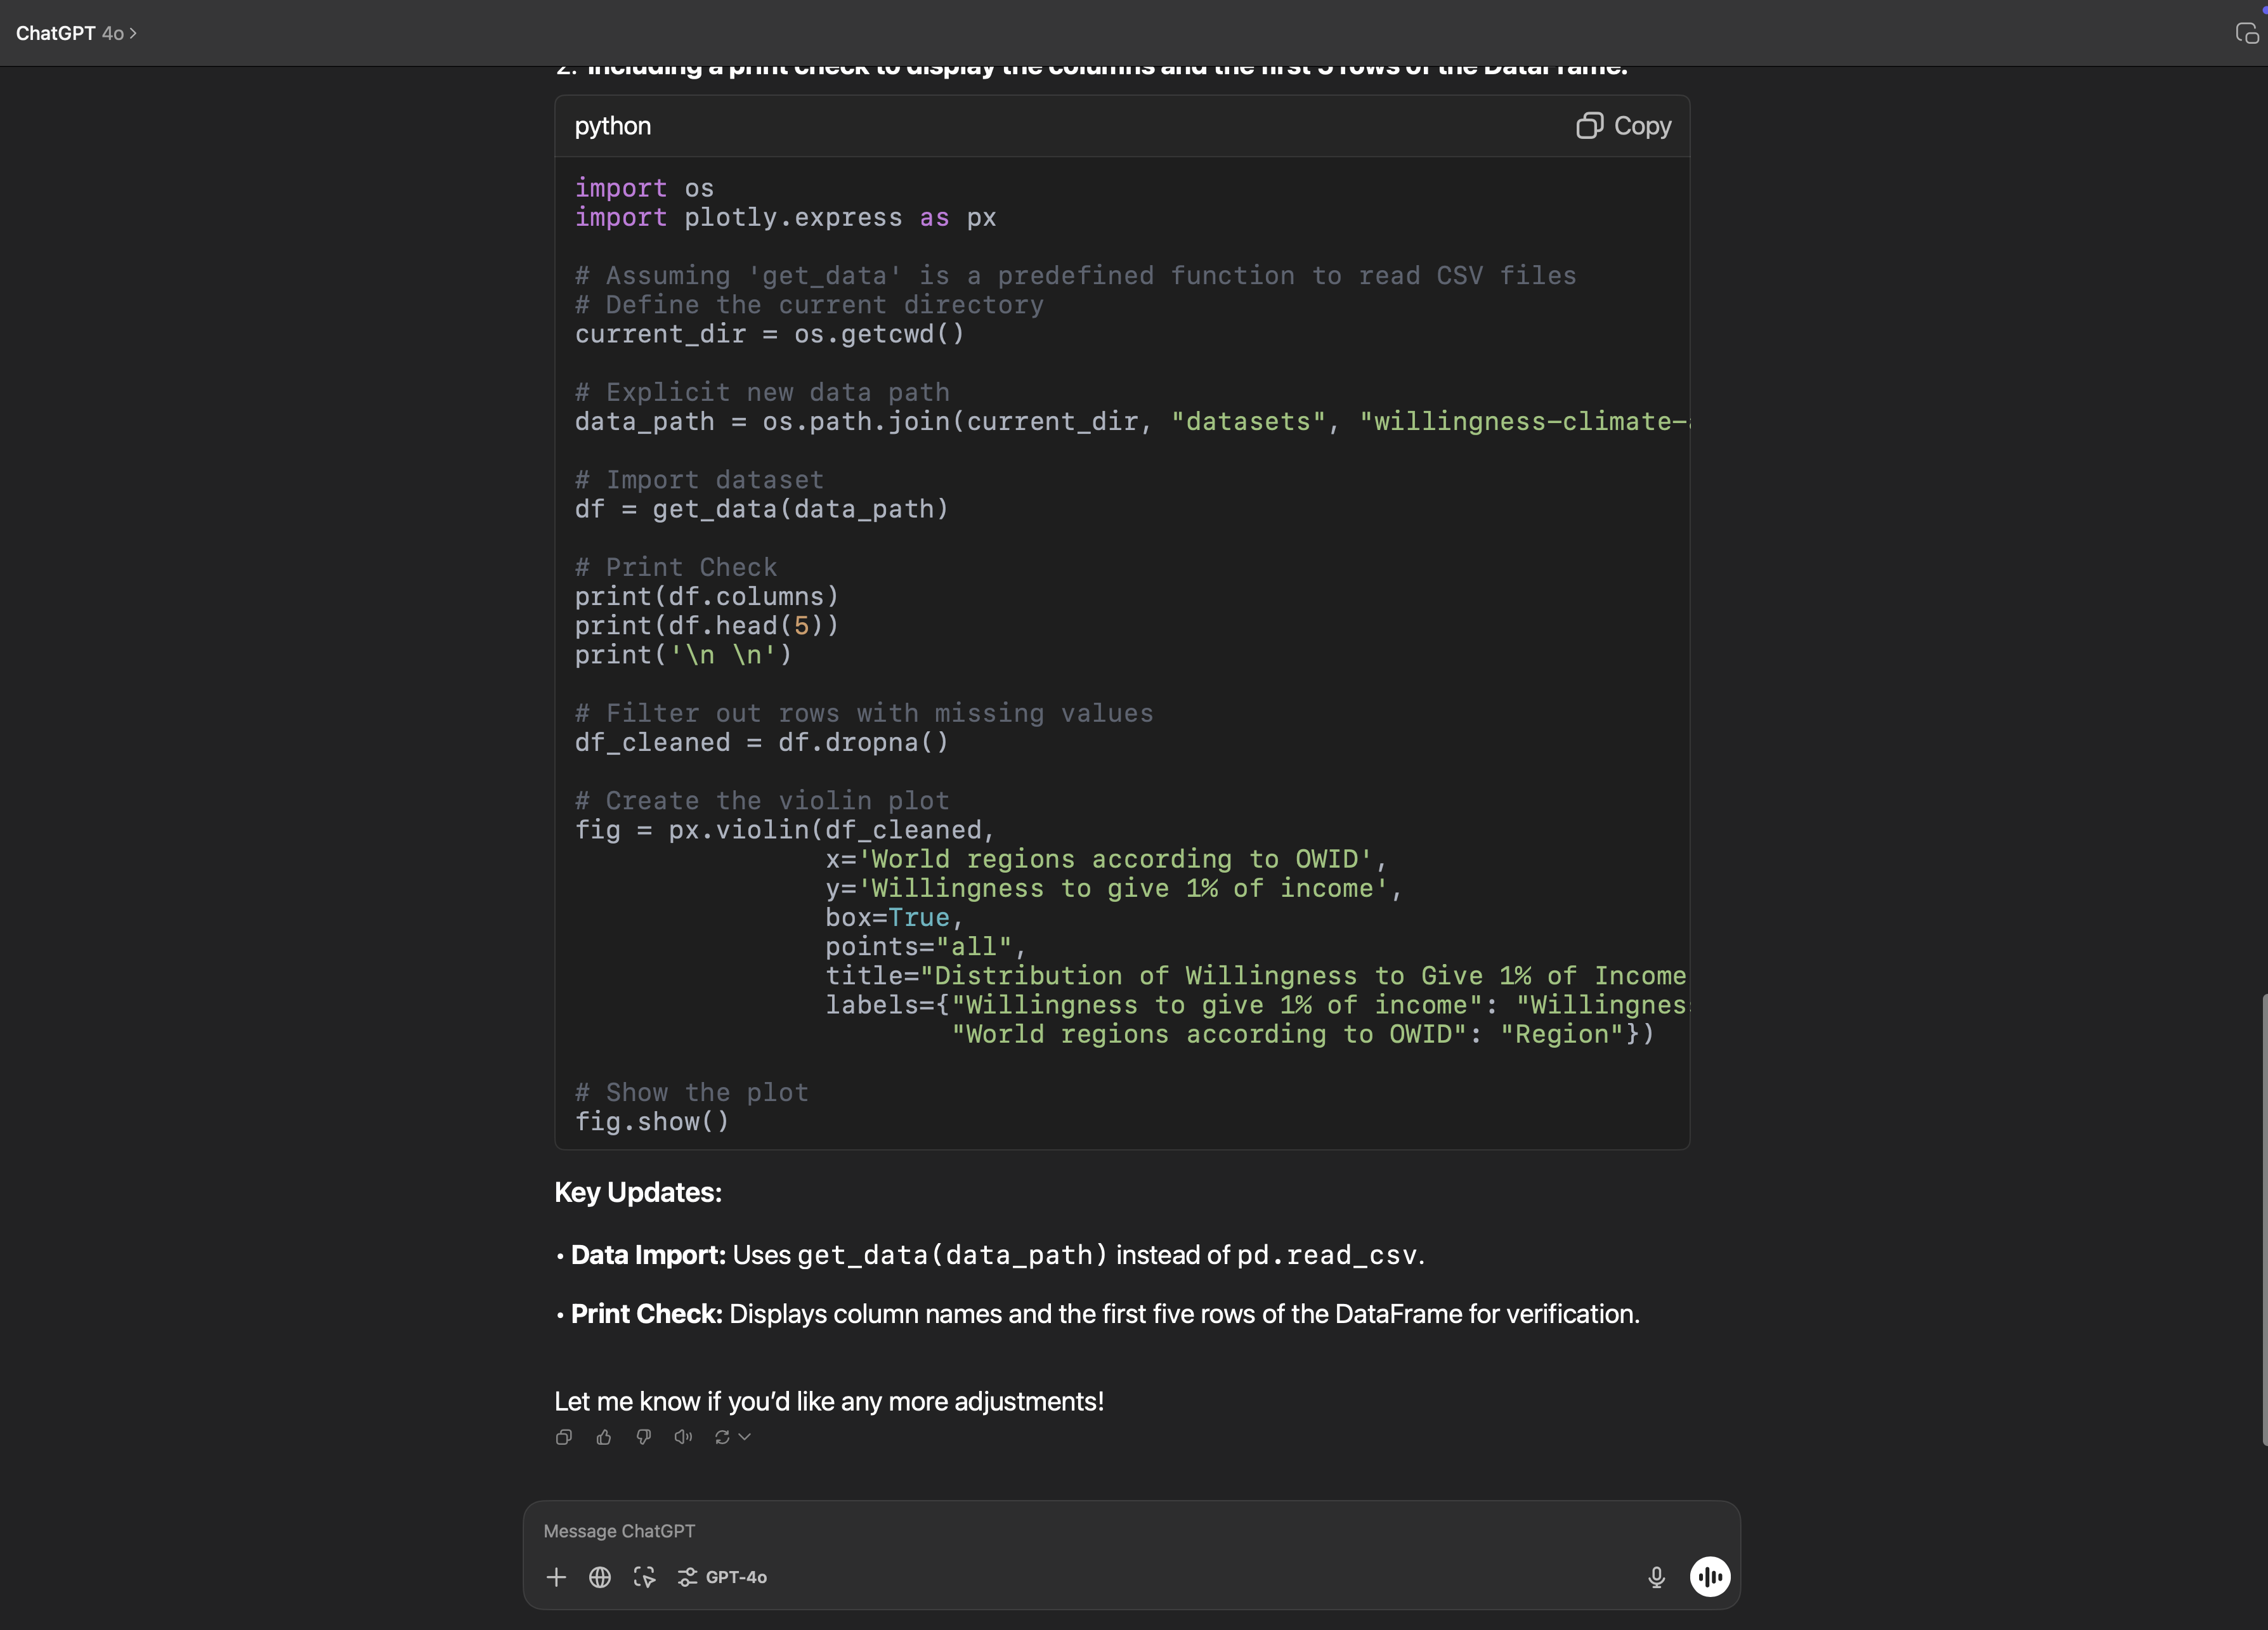 ChatGPT 4o >
2. Including a print check to display the columns and the first 5 rows of the DataFrame.
python
Copy
import os
import plotly.express as px
# Assuming 'get_data' is a predefined function to read CSV files
# Define the current directory
current_dir = os.getcwd()
# Explicit new data path
data_path = os.path.join(current_dir, "datasets", "willingness-climate-
# Import dataset
df = get_data(data_path)
# Print Check
print(df.columns)
print(df.head(5))
print('\n \n')
# Filter out rows with missing values
df_cleaned = df.dropna()
# Create the violin plot
fig = px.violin(df_cleaned,
x='World regions according to OWID',
y='Willingness to give 1% of income',
box=True,
points="all",
title="Distribution of Willingness to Give 1% of Income
labels={"Willingness to give 1% of income": "Willingnes
"World regions according to OWID": "Region"})
# Show the plot
fig.show()
Key Updates:
• Data Import: Uses get_data(data_path) instead of pd.read_csv.
• Print Check: Displays column names and the first five rows of the DataFrame for verification.
Let me know if you’d like any more adjustments!
Message ChatGPT
GPT-4o